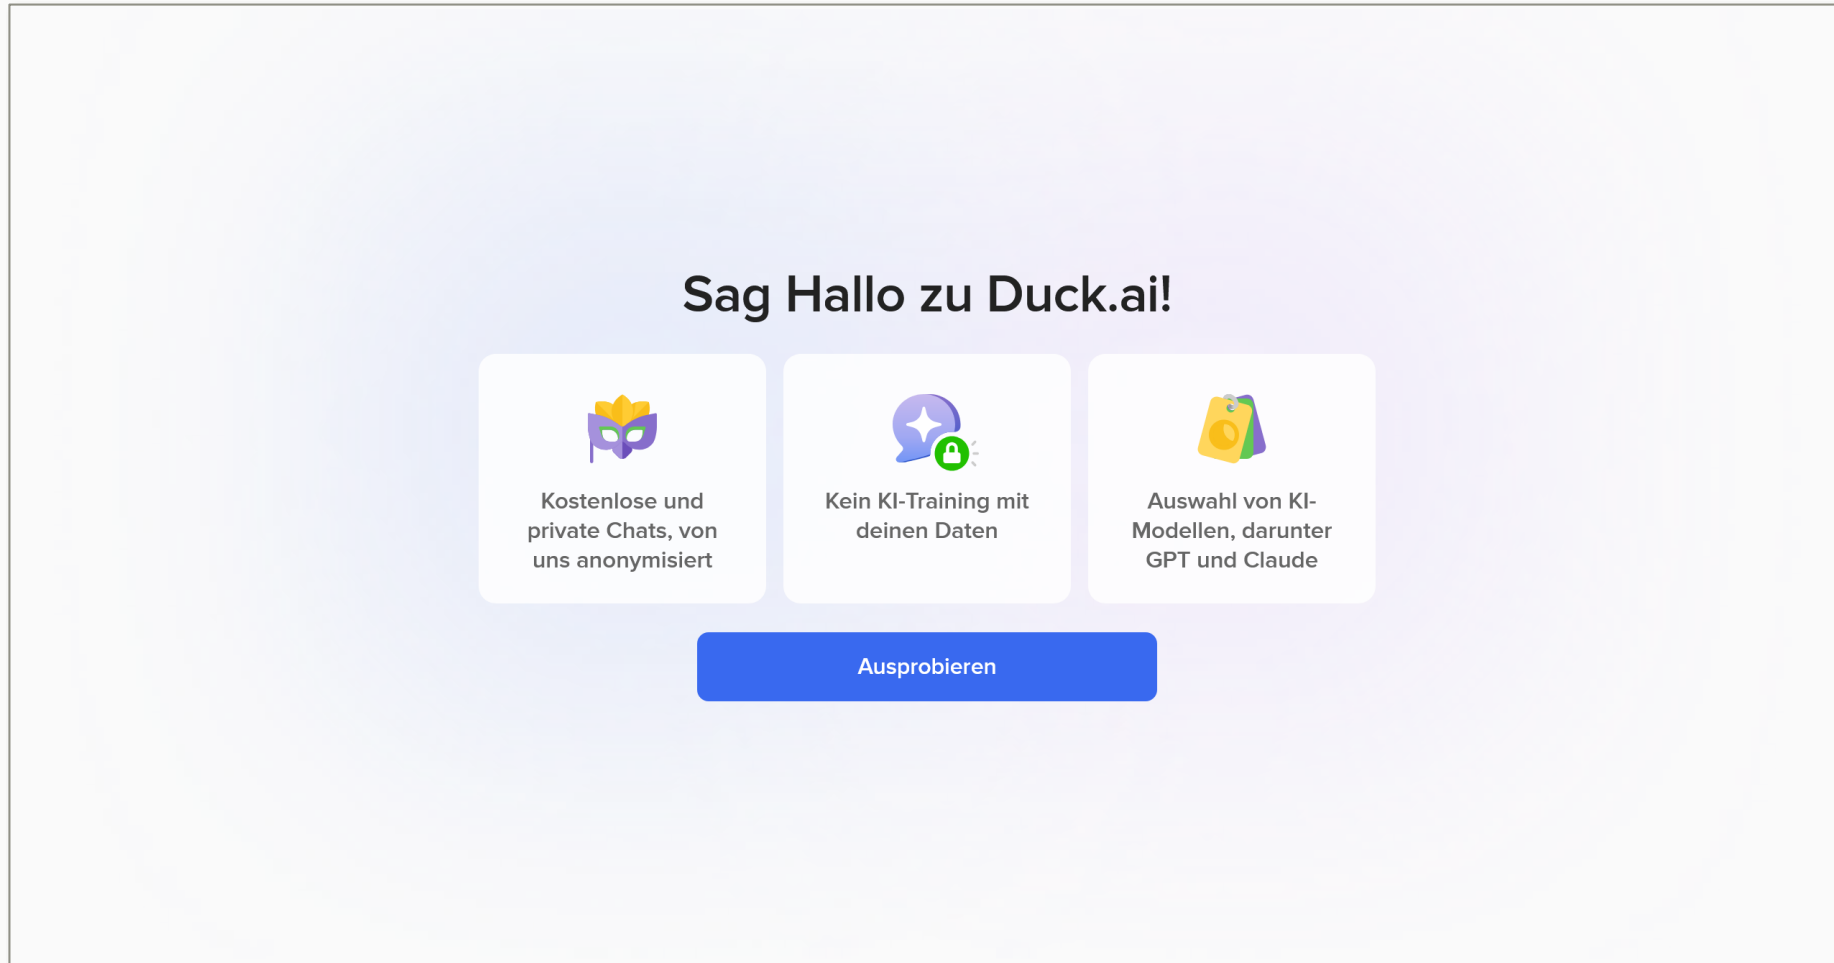 Sag Hallo zu Duck.ai!
Kostenlose und
private Chats, von
uns anonymisiert
Kein KI-Training mit
deinen Daten
Auswahl von KI-
Modellen, darunter
GPT und Claude
Ausprobieren